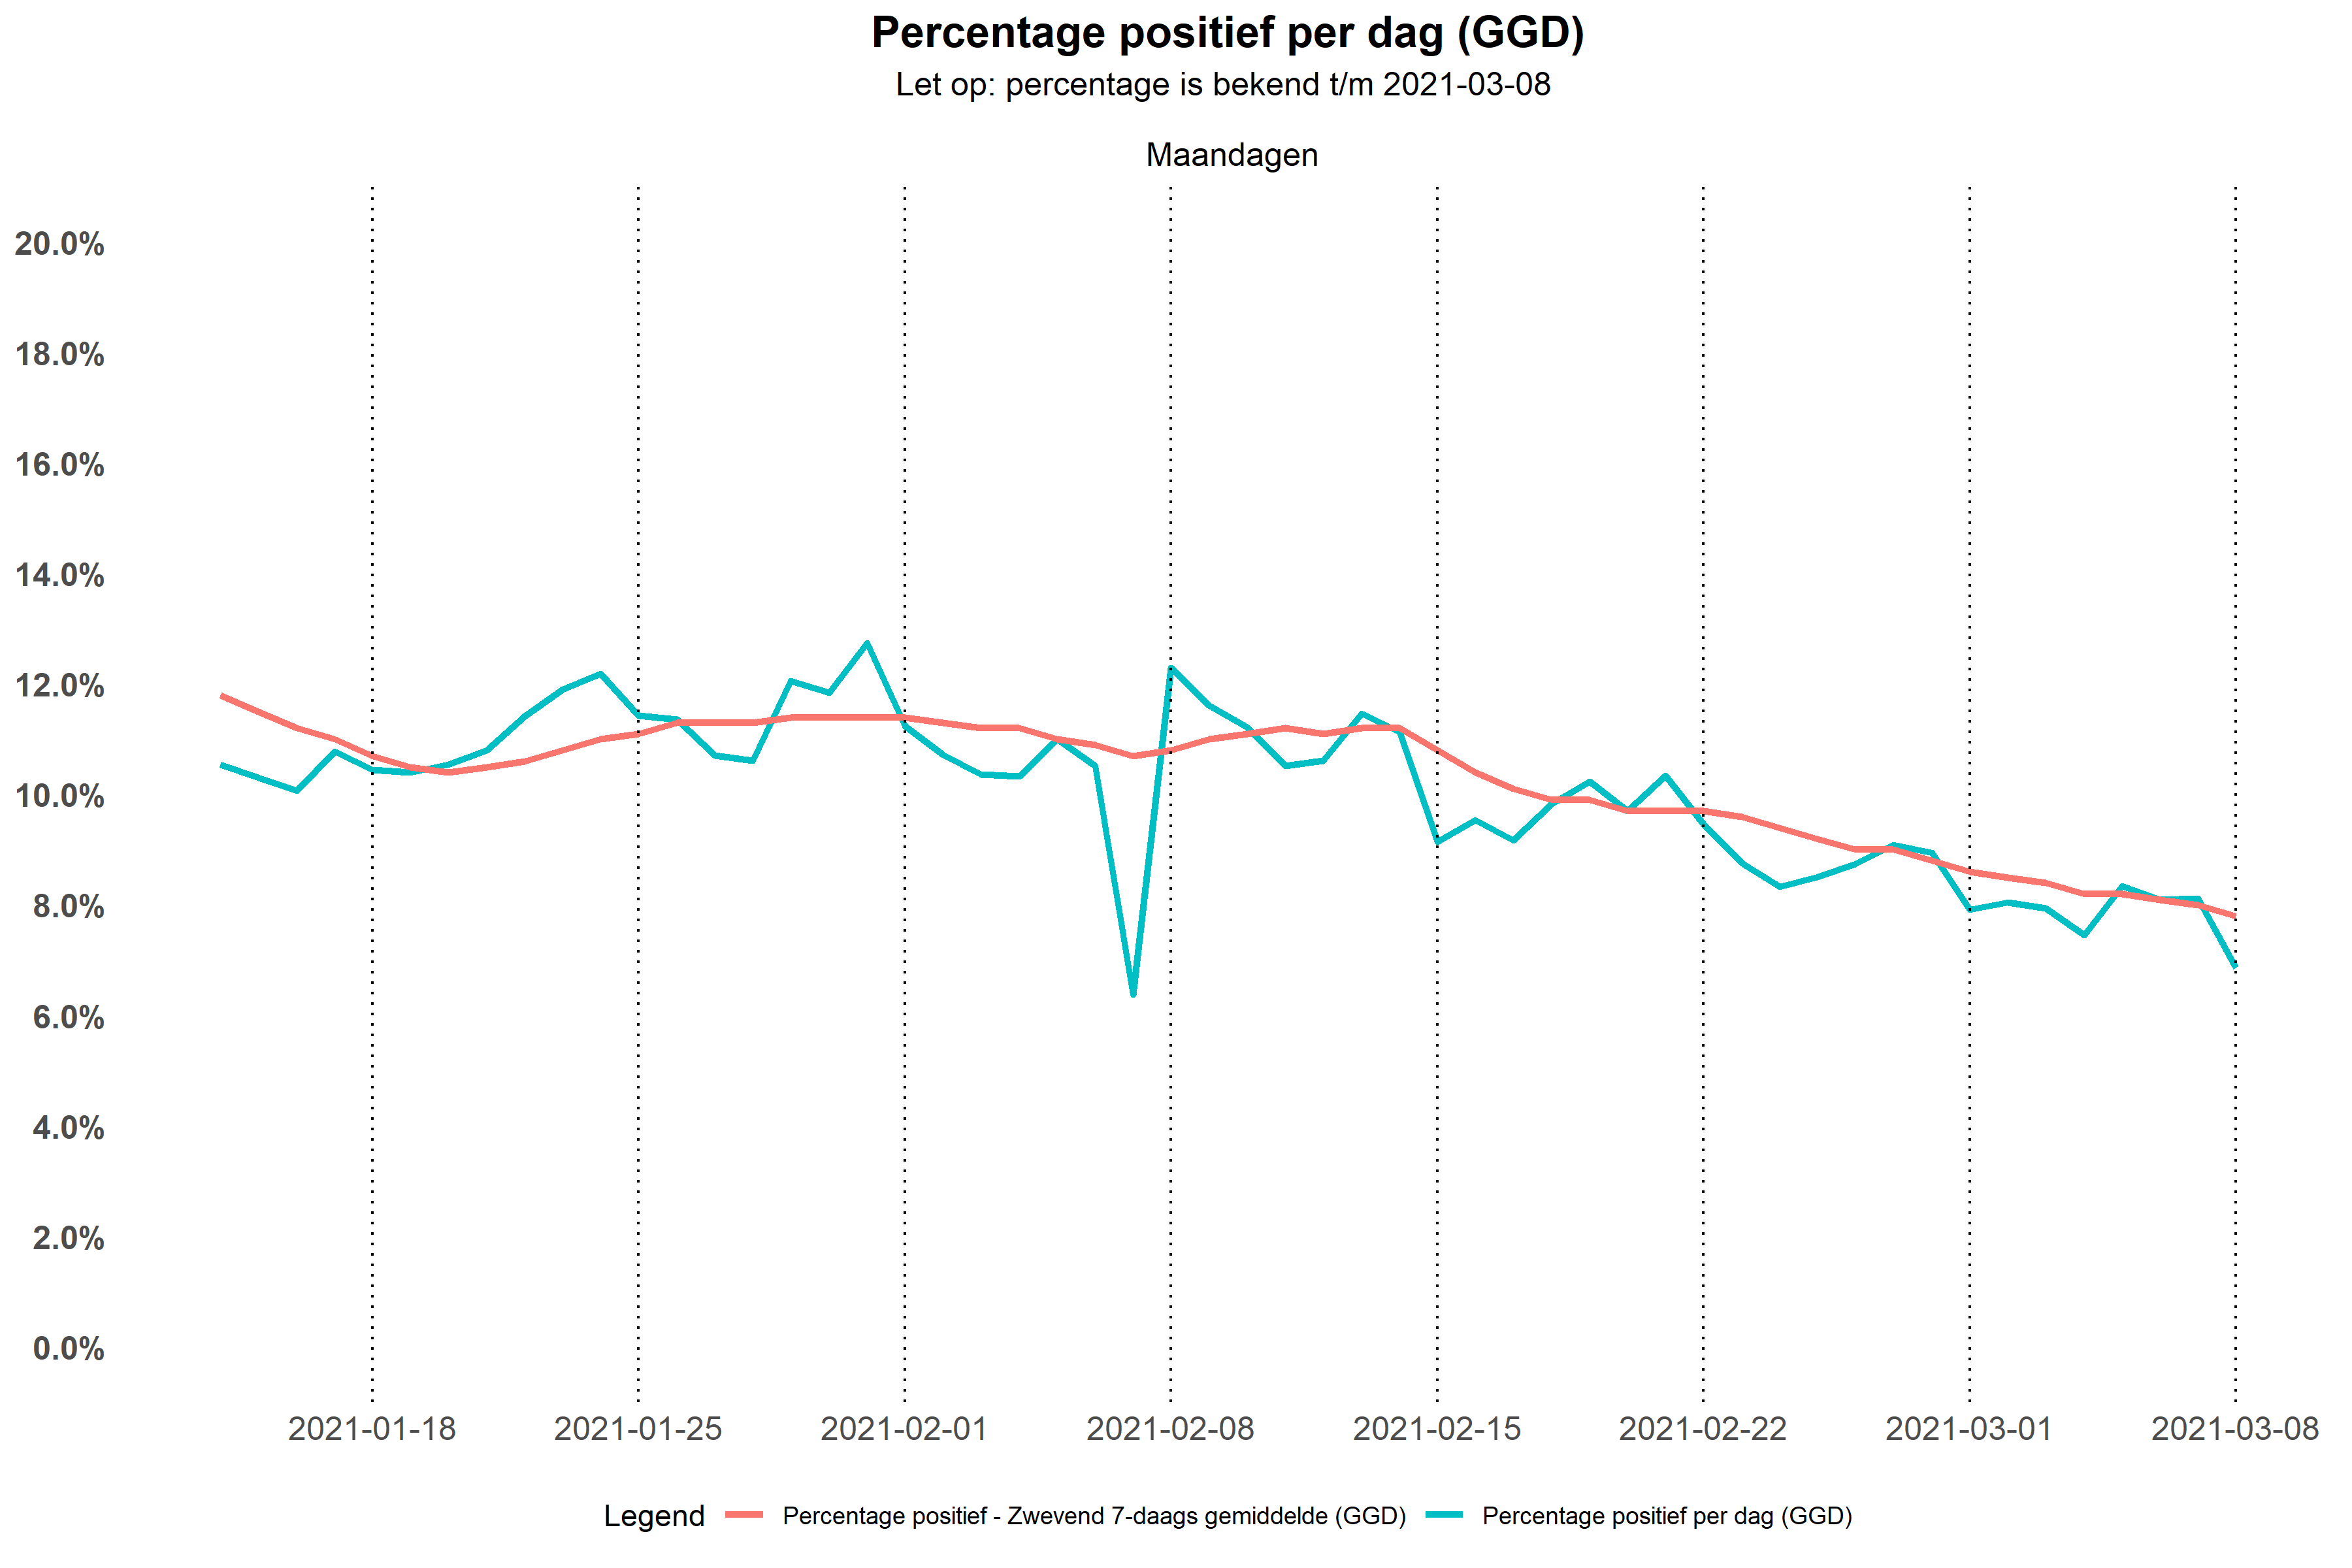 Percentage positief per dag (GGD)
Let op: percentage is bekend t/m 2021-03-08
Maandagen
20.0%
18.0%
16.0%
14.0%
12.0%
10.0%
8.0%
6.0%
4.0%
2.0%
0.0%
2021-01-18 2021-01-25 2021-02-01 2021-02-08 2021-02-15 2021-02-22 2021-03-01 2021-03-08
Legend Percentage positief - Zwevend 7-daags gemiddelde (GGD) Percentage positief per dag (GGD)